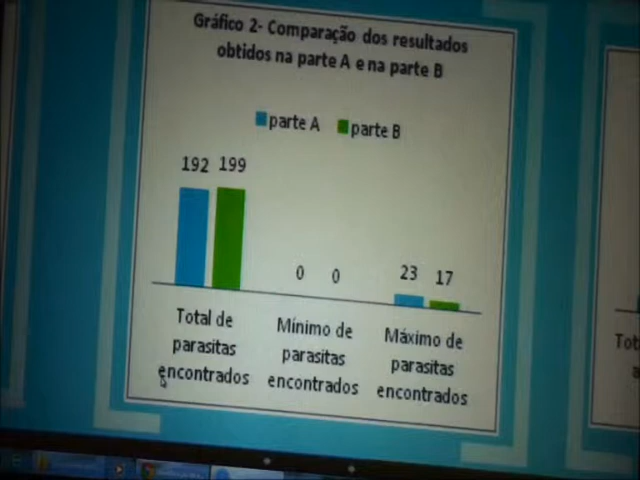 Gráfico 2- Comparação dos resultados
obtidos na parte A e na parte B
parte A parte B
192 199
0 0
23 17
Total de
parasitas
encontrados
Mínimo de
parasitas
encontrados
Máximo de
parasitas
encontrados